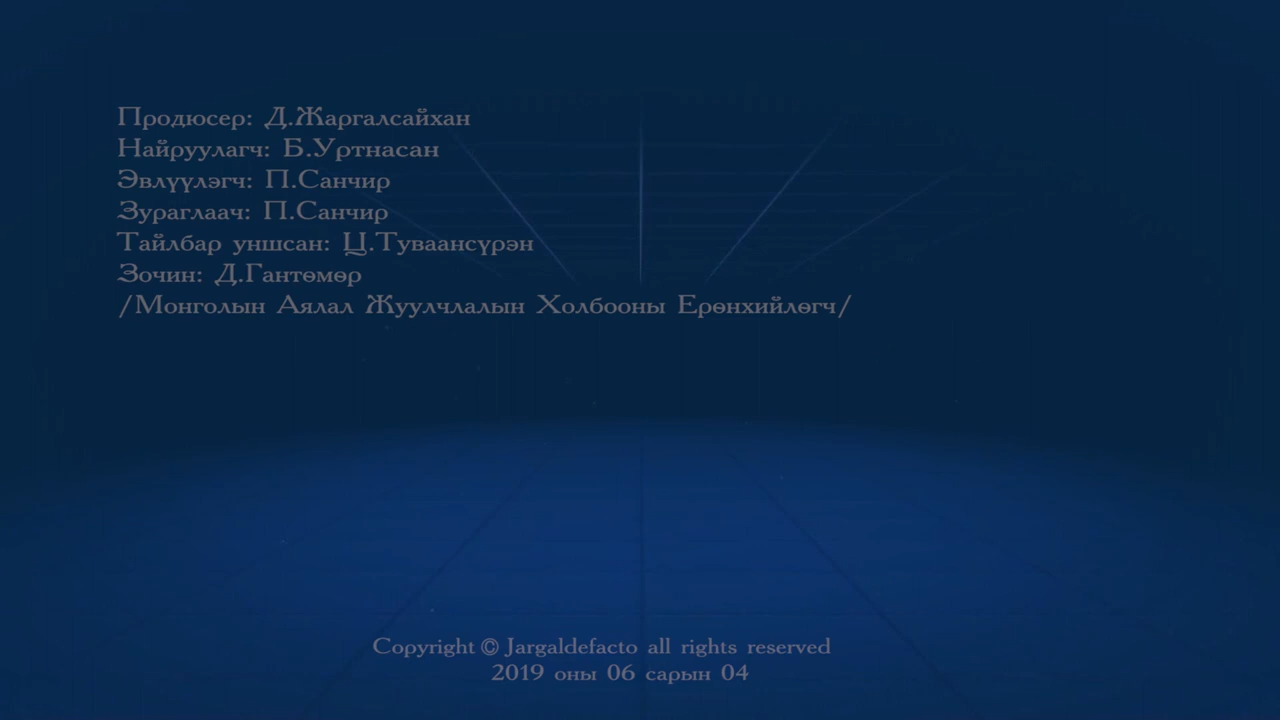 Продюсер: Д.Жаргалсайхан
Найруулагч: Б.Уртнасан
Эвлүүлэгч: П.Санчир
Зураглаач: П.Санчир
Тайлбар уншсан: Ц.Туваансүрэн
Зочин: Д.Гантөмөр
/Монголын Аялал Жуулчлалын Холбооны Ерөнхийлөгч/
Copyright © Jargaldefacto all rights reserved
2019 оны 06 сарын 04